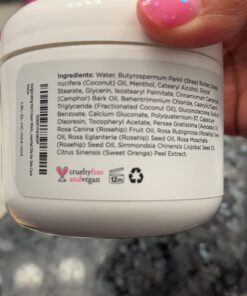 Ingredients: Water, Butyrospermum Parkii (Shea) Butter, Cocos
nucifera (Coconut) Oil, Menthol, Cetearyl Alcohol, Glyceryl
Stearate, Glycerin, Isostearyl Palmitate, Cinnamomum Camphora
(Camphor) Bark Oil, Behentrimonium Chloride, Caprylic/Capric
Triglyceride (Fractionated Coconut Oil), Gluconolactone, Sodium
Benzoate, Calcium Gluconate, Polyquaternium-37, Capsicum
Oleoresin, Tocopheryl Acetate, Persea Gratissima (Avocado) Oil,
Rosa Canina (Rosehip) Fruit Oil, Rosa Rubiginosa (Rosehip) Seed
Oil, Rosa Eglanteria (Rosehip) Seed Oil, Rosa Moschata
(Rosehip) Seed Oil, Simmondsia Chinensis (Jojoba) Seed Oil,
Citrus Sinensis (Sweet Orange) Peel Extract.
crueltyfree
andvegan
12